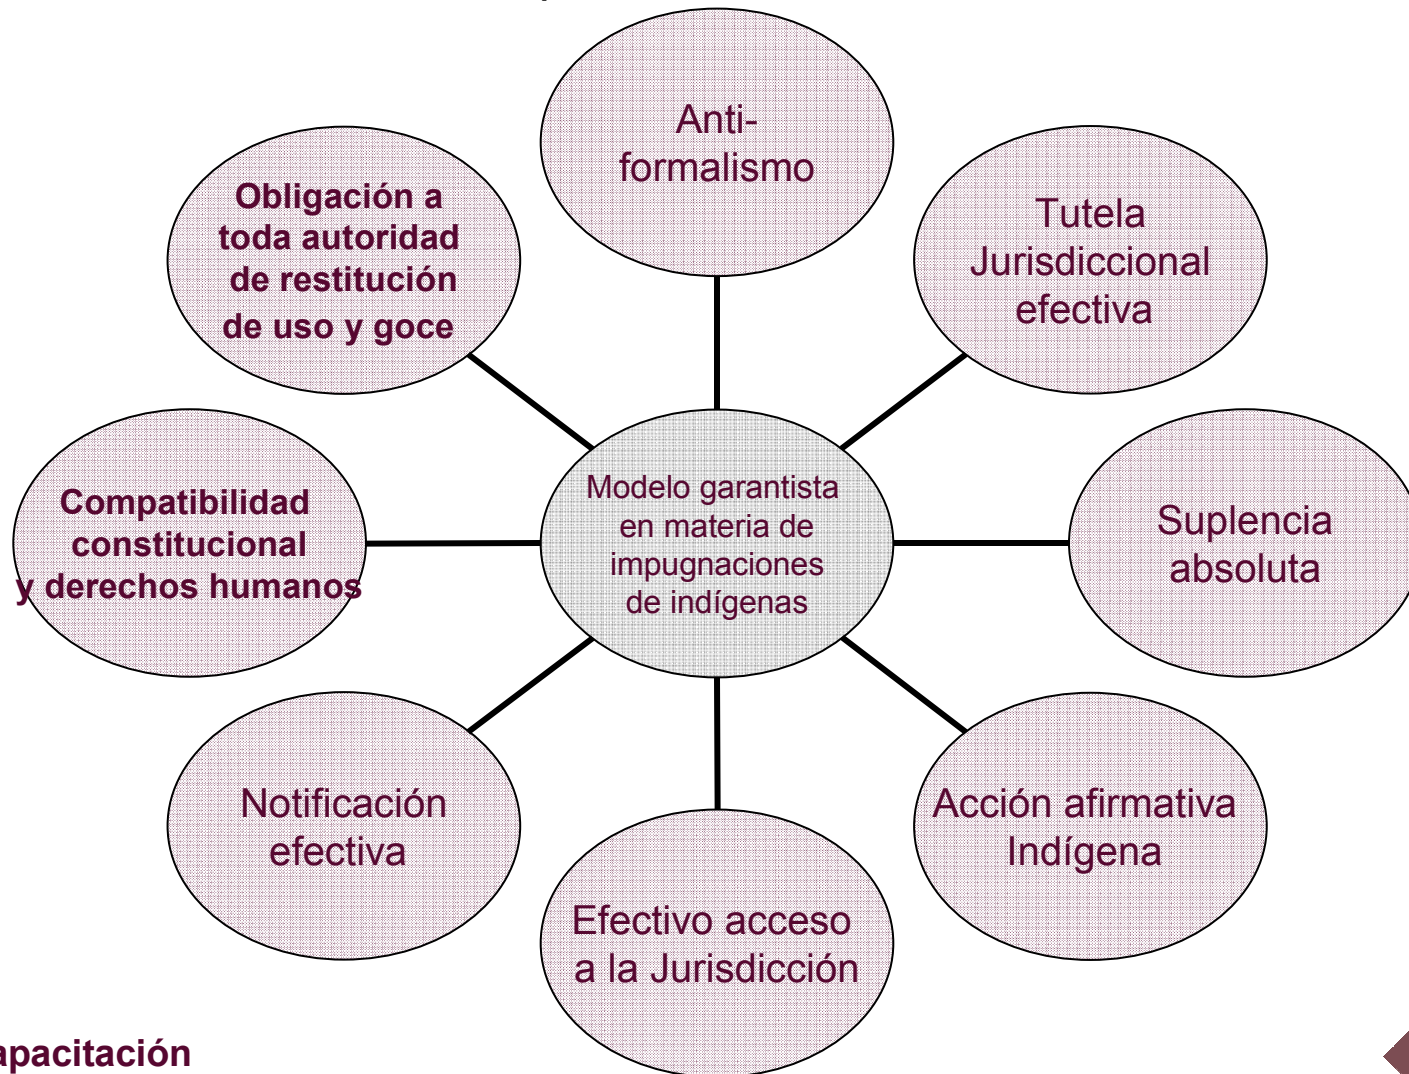 Anti-
formalismo
Obligación a
toda autoridad
de restitución
de uso y goce
Tutela
Jurisdiccional
efectiva
Compatibilidad
constitucional
y derechos humanos
Modelo garantista
en materia de
impugnaciones
de indígenas
Suplencia
absoluta
Notificación
efectiva
Acción afirmativa
Indígena
Efectivo acceso
a la Jurisdicción
apacitación